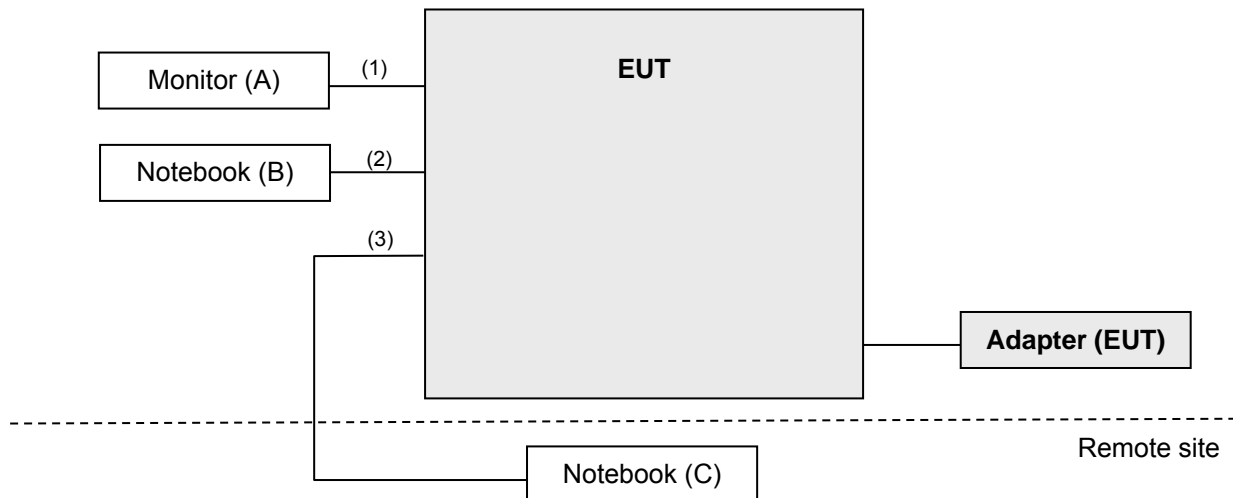 EUT
(1)
Monitor (A)
(2)
Notebook (B)
(3)
Adapter (EUT)
Remote site
Notebook (C)